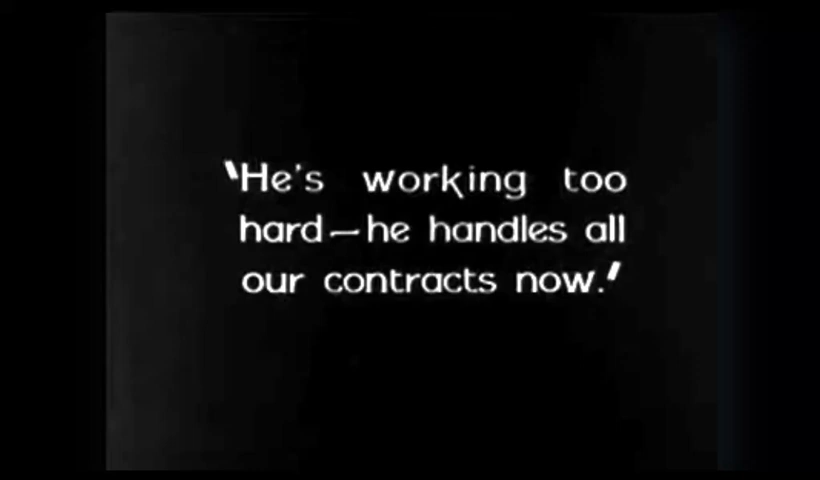 'He's working too
hard—he handles all
our contracts now.'